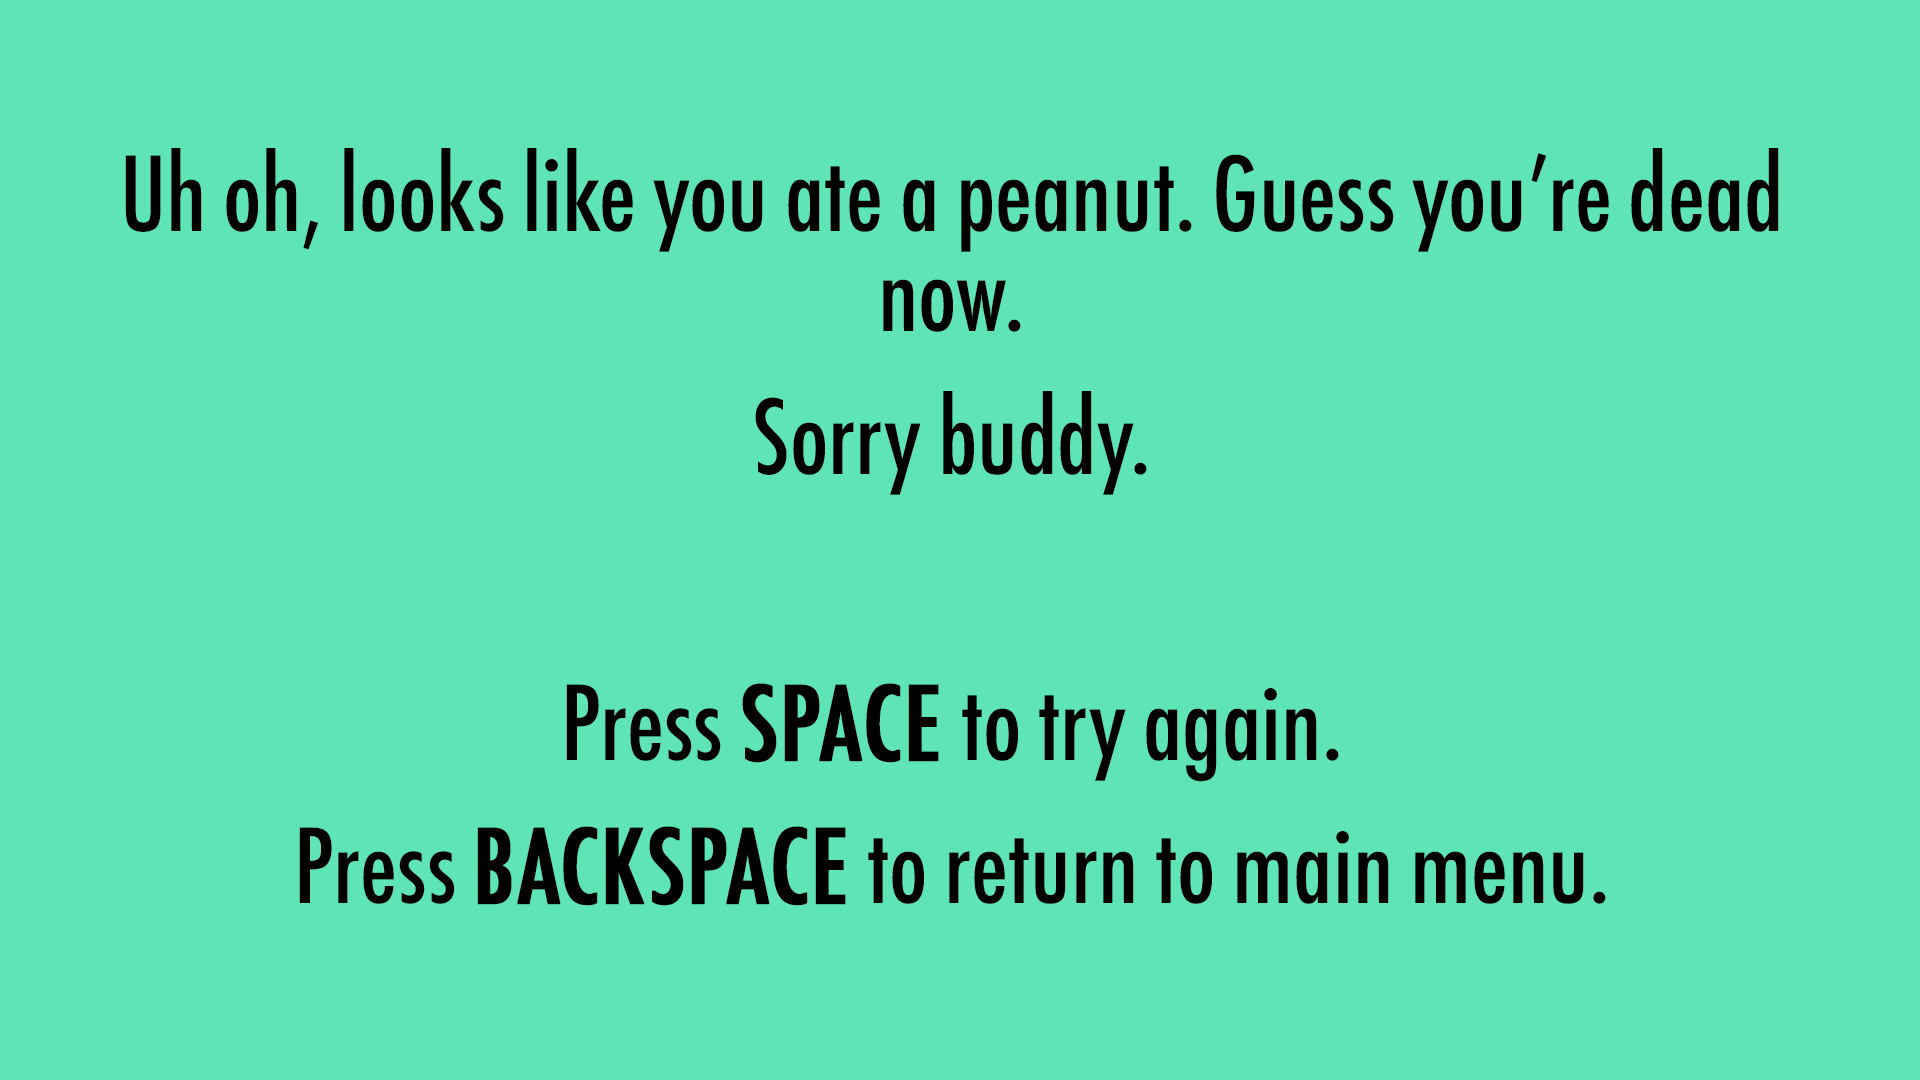 Uh oh, looks like you ate a peanut. Guess you’re dead
now.
Sorry buddy.
Press SPACE to try again.
Press BACKSPACE to return to main menu.